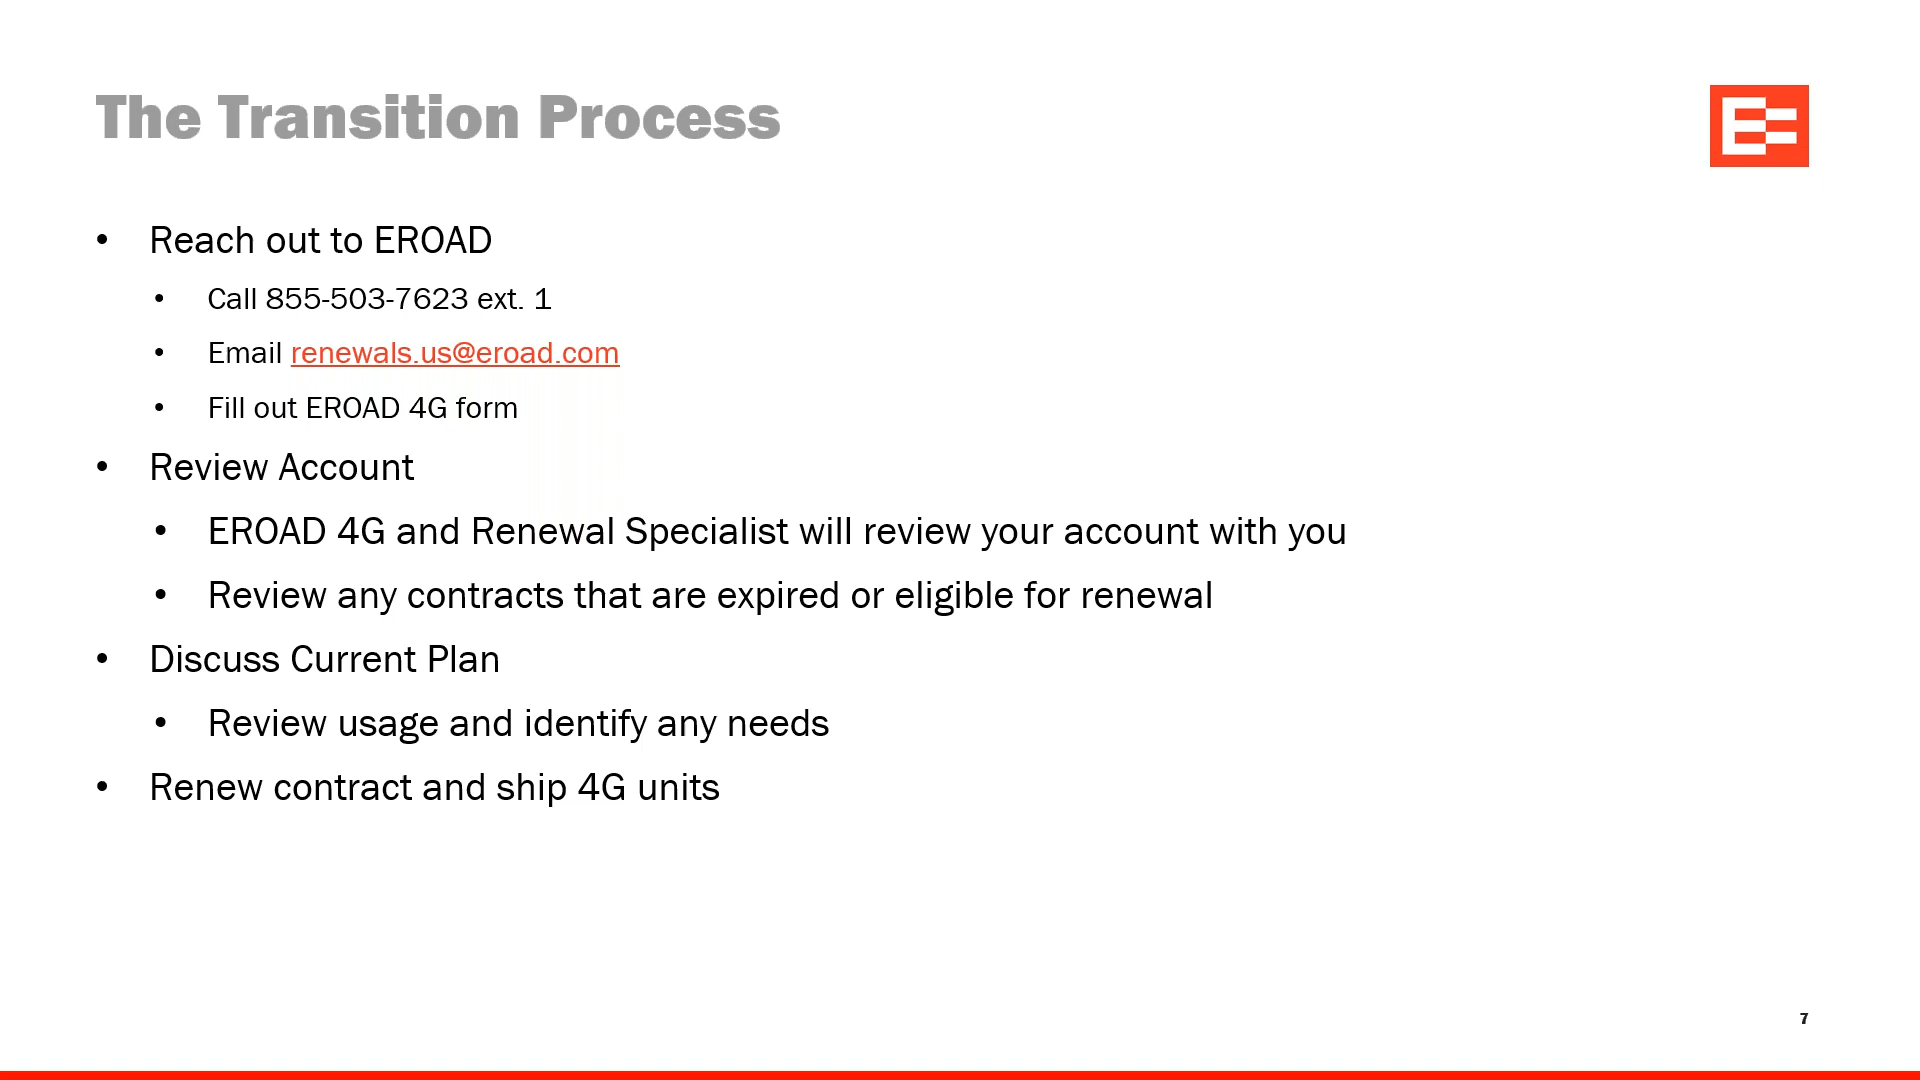 The Transition Process
• Reach out to EROAD
• Call 855-503-7623 ext. 1
• Email renewals.us@eroad.com
• Fill out EROAD 4G form
• Review Account
• EROAD 4G and Renewal Specialist will review your account with you
• Review any contracts that are expired or eligible for renewal
• Discuss Current Plan
• Review usage and identify any needs
• Renew contract and ship 4G units
7